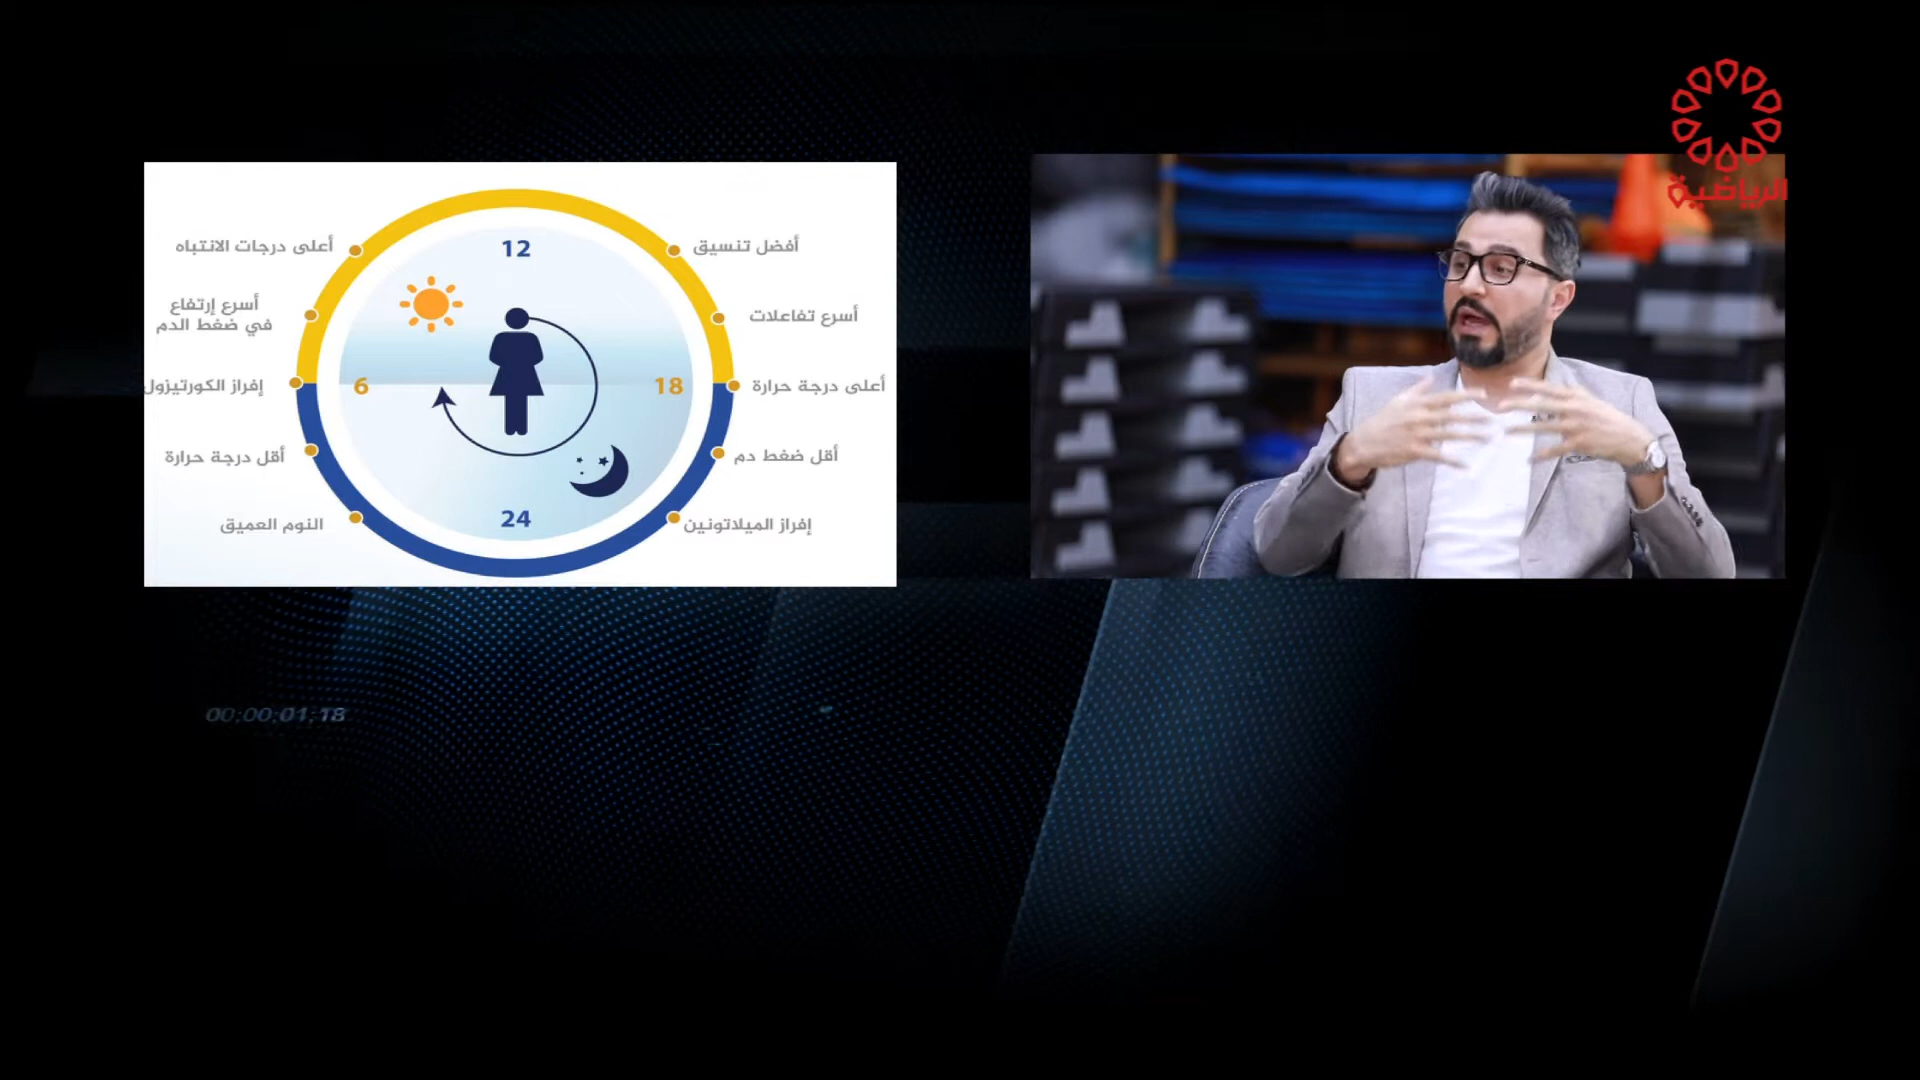 الرياضية
12
أفضل تنسيق
أعلى درجات الانتباه
أسرع إرتفاع
في ضغط الدم
أسرع تفاعلات
إفراز الكورتيزول
6
18
أعلى درجة حرارة
أقل درجة حرارة
أقل ضغط دم
النوم العميق
24
إفراز الميلاتونين
00:00:01;18